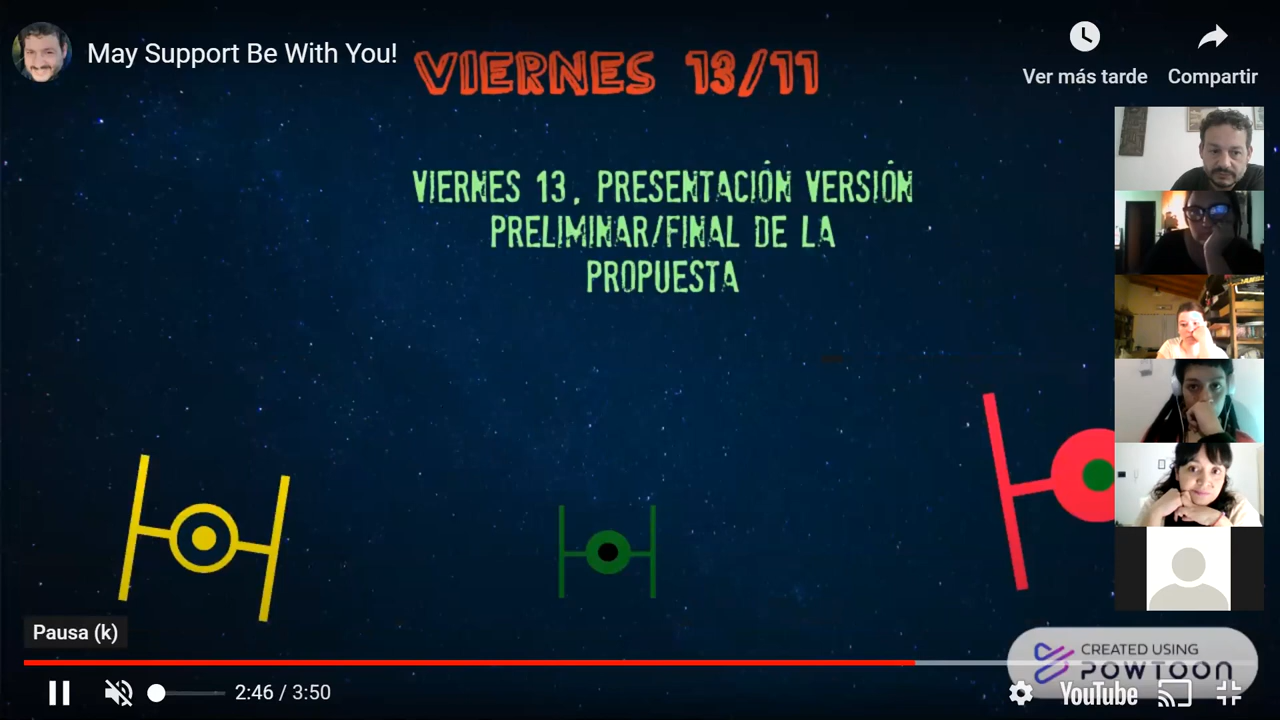 May Support Be With You!
VIERNES 13/11
Ver más tarde
Compartir
VIERNES 13, PRESENTACIÓN VERSIÓN
PRELIMINAR/FINAL DE LA
PROPUESTA
Pausa (k)
CREATED USING
POWTOON
2:46 / 3:50
YouTube